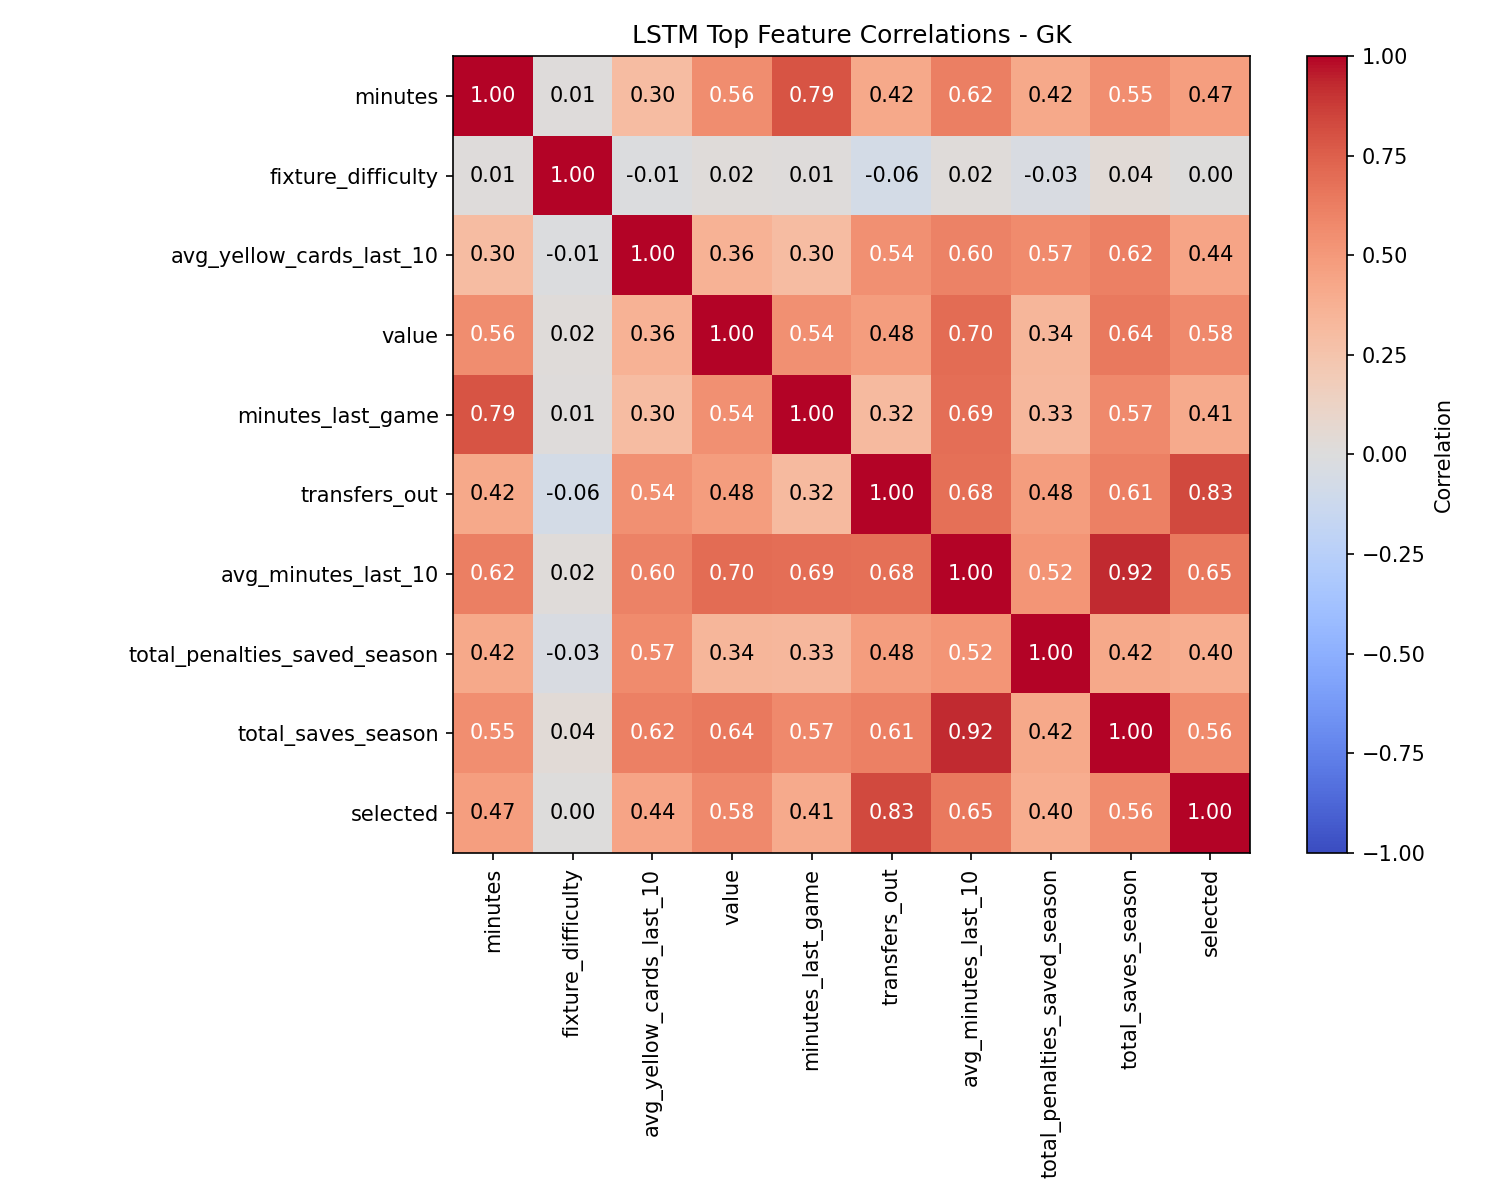 LSTM Top Feature Correlations - GK
minutes 1.00 0.01 0.30 0.56 0.79 0.42 0.62 0.42 0.55 0.47
fixture_difficulty 0.01 1.00 -0.01 0.02 0.01 -0.06 0.02 -0.03 0.04 0.00
avg_yellow_cards_last_10 0.30 -0.01 1.00 0.36 0.30 0.54 0.60 0.57 0.62 0.44
value 0.56 0.02 0.36 1.00 0.54 0.48 0.70 0.34 0.64 0.58
minutes_last_game 0.79 0.01 0.30 0.54 1.00 0.32 0.69 0.33 0.57 0.41
transfers_out 0.42 -0.06 0.54 0.48 0.32 1.00 0.68 0.48 0.61 0.83
avg_minutes_last_10 0.62 0.02 0.60 0.70 0.69 0.68 1.00 0.52 0.92 0.65
total_penalties_saved_season 0.42 -0.03 0.57 0.34 0.33 0.48 0.52 1.00 0.42 0.40
total_saves_season 0.55 0.04 0.62 0.64 0.57 0.61 0.92 0.42 1.00 0.56
selected 0.47 0.00 0.44 0.58 0.41 0.83 0.65 0.40 0.56 1.00
minutes
fixture_difficulty
avg_yellow_cards_last_10
value
minutes_last_game
transfers_out
avg_minutes_last_10
total_penalties_saved_season
total_saves_season
selected
1.00
0.75
0.50
0.25
0.00
−0.25
−0.50
−0.75
−1.00
Correlation